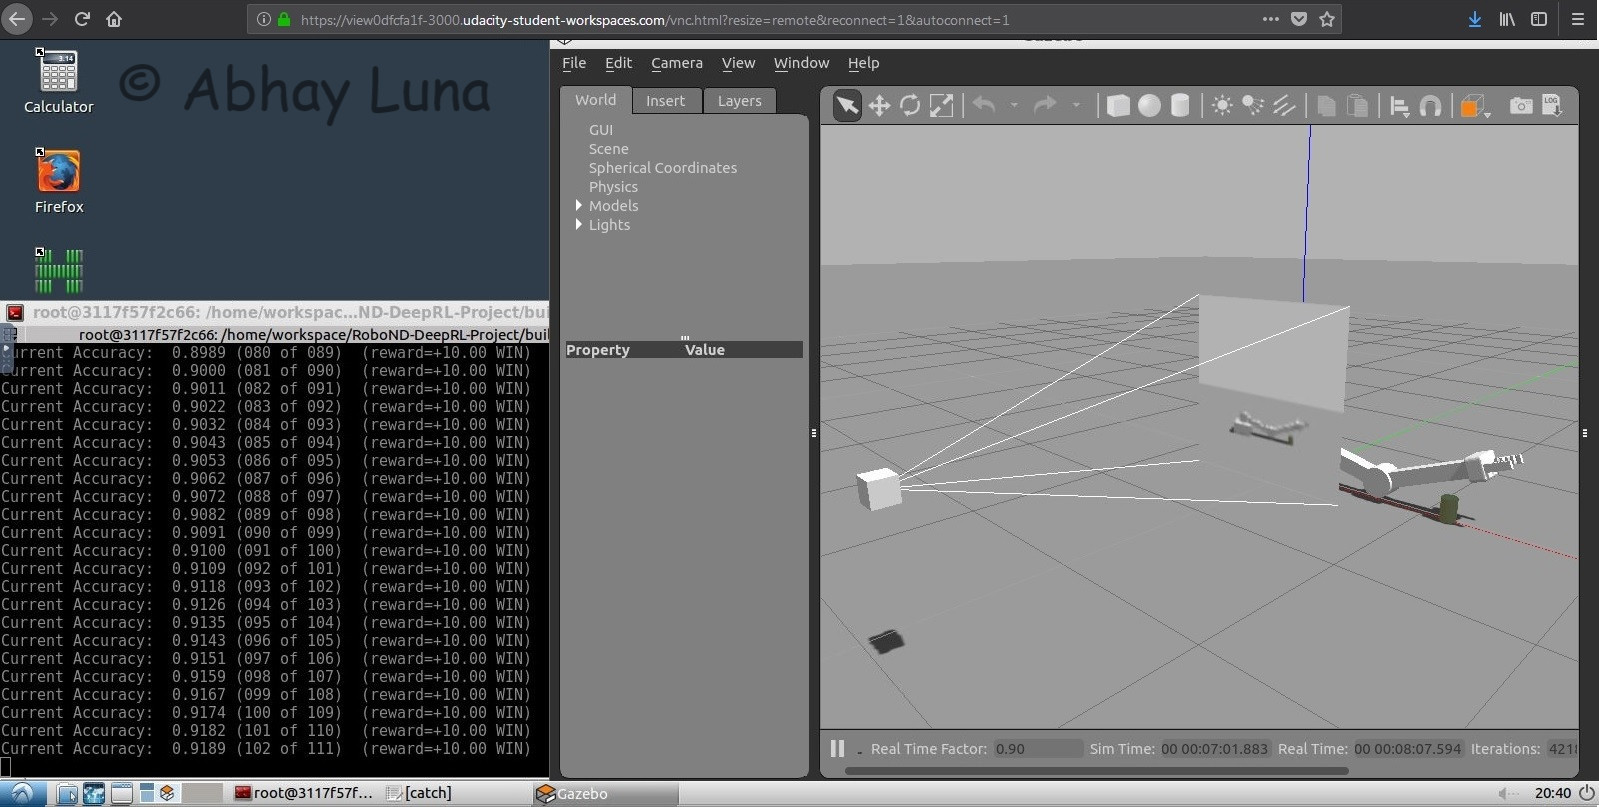 https://view0dfcfa1f-3000.udacity-student-workspaces.com/vnc.html?resize=remote&reconnect=1&autoconnect=1
3.14
Calculator
© Abhay Luna
Firefox
File Edit Camera View Window Help
World Insert Layers
LOG
GUI
Scene
Spherical Coordinates
Physics
Models
Lights
Property Value
root@3117f57f2c66: /home/workspac...ND-DeepRL-Project/bui
root@3117f57f2c66: /home/workspac/RoboND-DeepRL-Project/bui
urrent Accuracy: 0.8989 (080 of 089) (reward=+10.00 WIN)
urrent Accuracy: 0.9000 (081 of 090) (reward=+10.00 WIN)
Current Accuracy: 0.9011 (082 of 091) (reward=+10.00 WIN)
Current Accuracy: 0.9022 (083 of 092) (reward=+10.00 WIN)
Current Accuracy: 0.9032 (084 of 093) (reward=+10.00 WIN)
Current Accuracy: 0.9043 (085 of 094) (reward=+10.00 WIN)
Current Accuracy: 0.9053 (086 of 095) (reward=+10.00 WIN)
Current Accuracy: 0.9062 (087 of 096) (reward=+10.00 WIN)
Current Accuracy: 0.9072 (088 of 097) (reward=+10.00 WIN)
Current Accuracy: 0.9082 (089 of 098) (reward=+10.00 WIN)
Current Accuracy: 0.9091 (090 of 099) (reward=+10.00 WIN)
Current Accuracy: 0.9100 (091 of 100) (reward=+10.00 WIN)
Current Accuracy: 0.9109 (092 of 101) (reward=+10.00 WIN)
Current Accuracy: 0.9118 (093 of 102) (reward=+10.00 WIN)
Current Accuracy: 0.9126 (094 of 103) (reward=+10.00 WIN)
Current Accuracy: 0.9135 (095 of 104) (reward=+10.00 WIN)
Current Accuracy: 0.9143 (096 of 105) (reward=+10.00 WIN)
Current Accuracy: 0.9151 (097 of 106) (reward=+10.00 WIN)
Current Accuracy: 0.9159 (098 of 107) (reward=+10.00 WIN)
Current Accuracy: 0.9167 (099 of 108) (reward=+10.00 WIN)
Current Accuracy: 0.9174 (100 of 109) (reward=+10.00 WIN)
Current Accuracy: 0.9182 (101 of 110) (reward=+10.00 WIN)
Current Accuracy: 0.9189 (102 of 111) (reward=+10.00 WIN)
Real Time Factor: 0.90 Sim Time: 00 00:07:01.883 Real Time: 00 00:08:07.594 Iterations: 4218
root@3117f57f... [catch] Gazebo 20:40